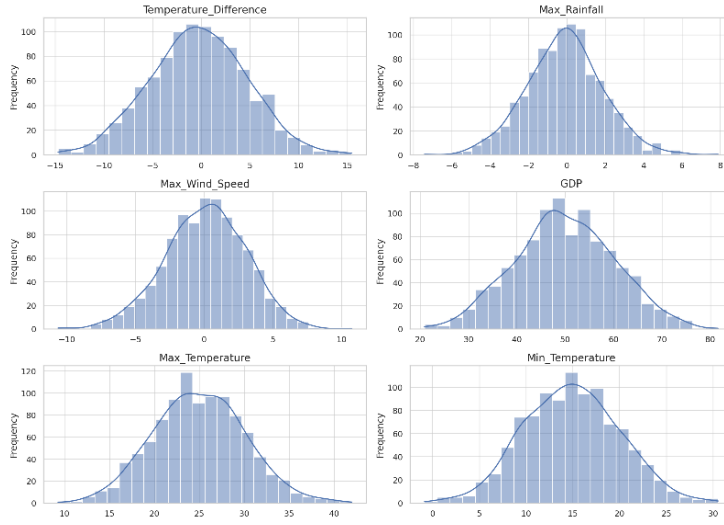 Temperature_Difference
Max_Rainfall
Frequency
100
80
60
40
20
0
−15 −10 −5 0 5 10 15
Frequency
100
80
60
40
20
0
−8 −6 −4 −2 0 2 4 6 8
Max_Wind_Speed
GDP
Frequency
100
80
60
40
20
0
−10 −5 0 5 10
Frequency
100
80
60
40
20
0
20 30 40 50 60 70 80
Max_Temperature
Min_Temperature
Frequency
120
100
80
60
40
20
0
10 15 20 25 30 35 40
Frequency
100
80
60
40
20
0
0 5 10 15 20 25 30